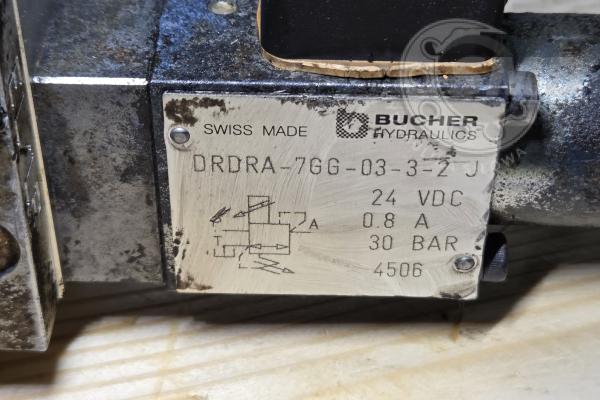 SWISS MADE
BUCHER
HYDRAULICS
DRDRA-7GG-03-3-2 J
24 VDC
0.8 A
30 BAR
4506
A
T